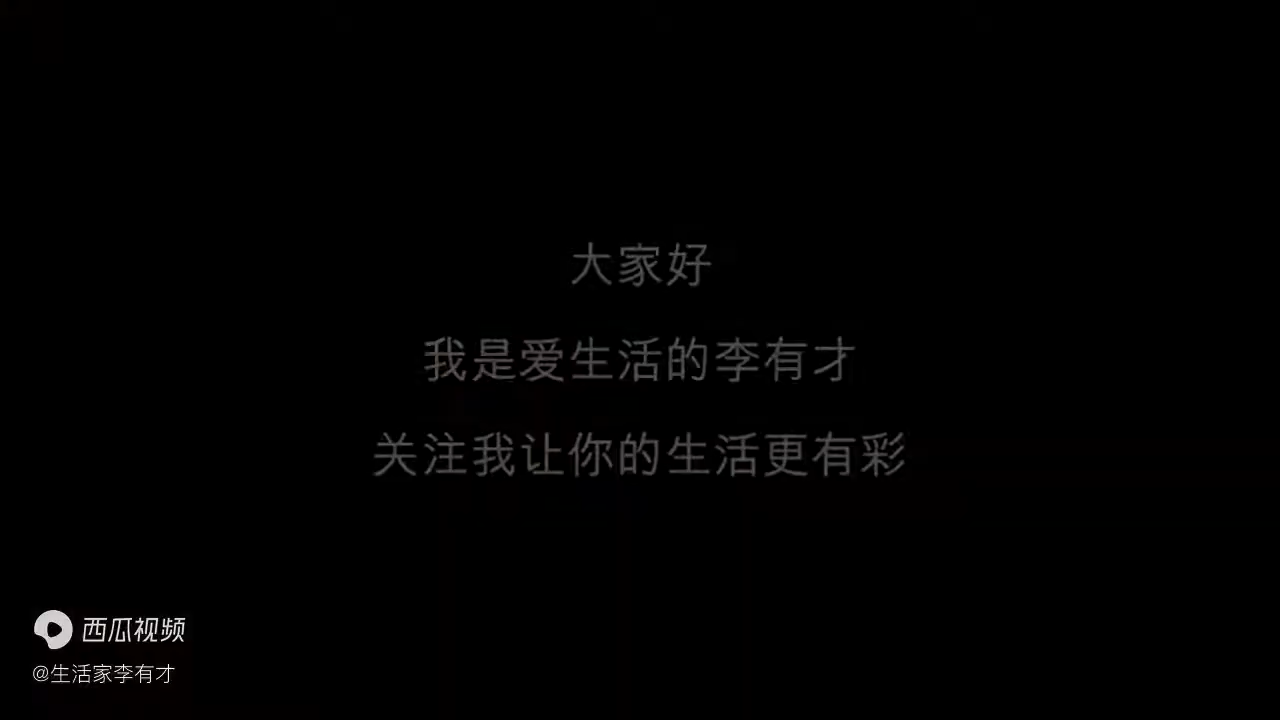 大家好
我是爱生活的李有才
关注我让你的生活更有彩
西瓜视频
@生活家李有才